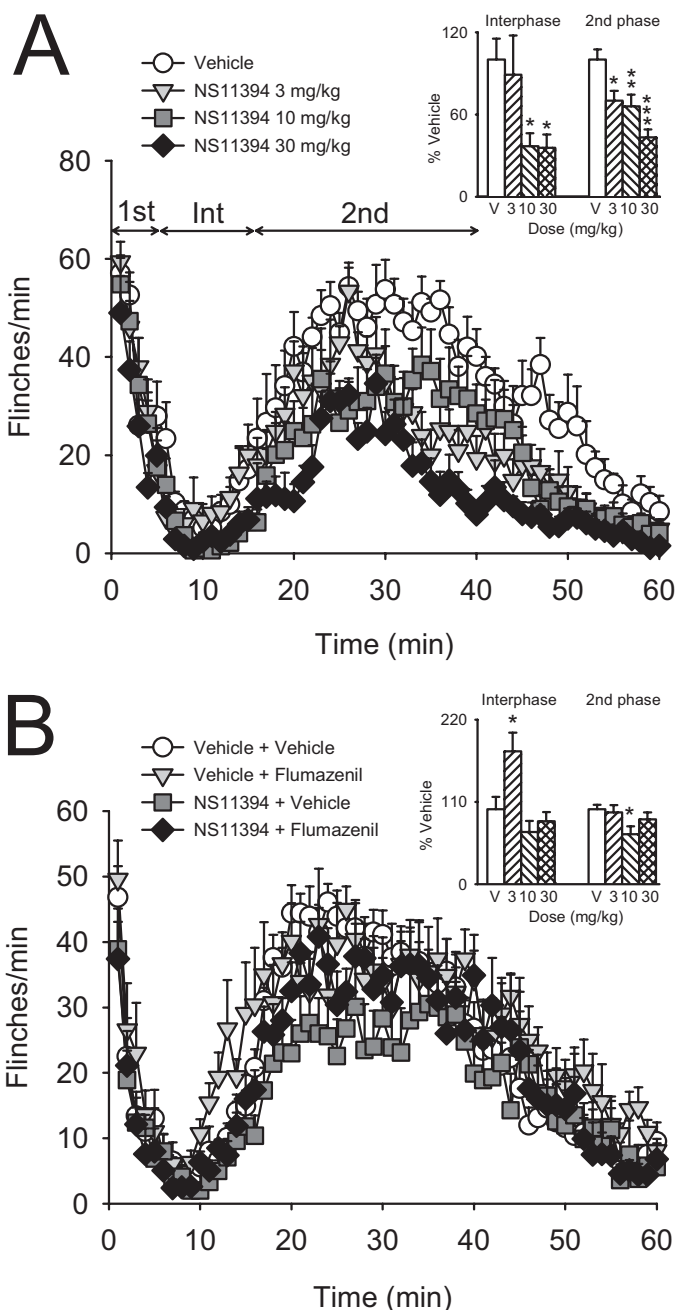 A
Vehicle
NS11394 3 mg/kg
NS11394 10 mg/kg
NS11394 30 mg/kg
Interphase 2nd phase
120
60
0
% Vehicle
* *
* ** ***
V 3 10 30 V 3 10 30
Dose (mg/kg)
80
60
40
20
0
1st Int 2nd
Flinches/min
0 10 20 30 40 50 60
Time (min)
B
Vehicle + Vehicle
Vehicle + Flumazenil
NS11394 + Vehicle
NS11394 + Flumazenil
Interphase 2nd phase
220
110
0
% Vehicle
* *
V 3 10 30 V 3 10 30
Dose (mg/kg)
60
50
40
30
20
10
0
Flinches/min
0 10 20 30 40 50 60
Time (min)